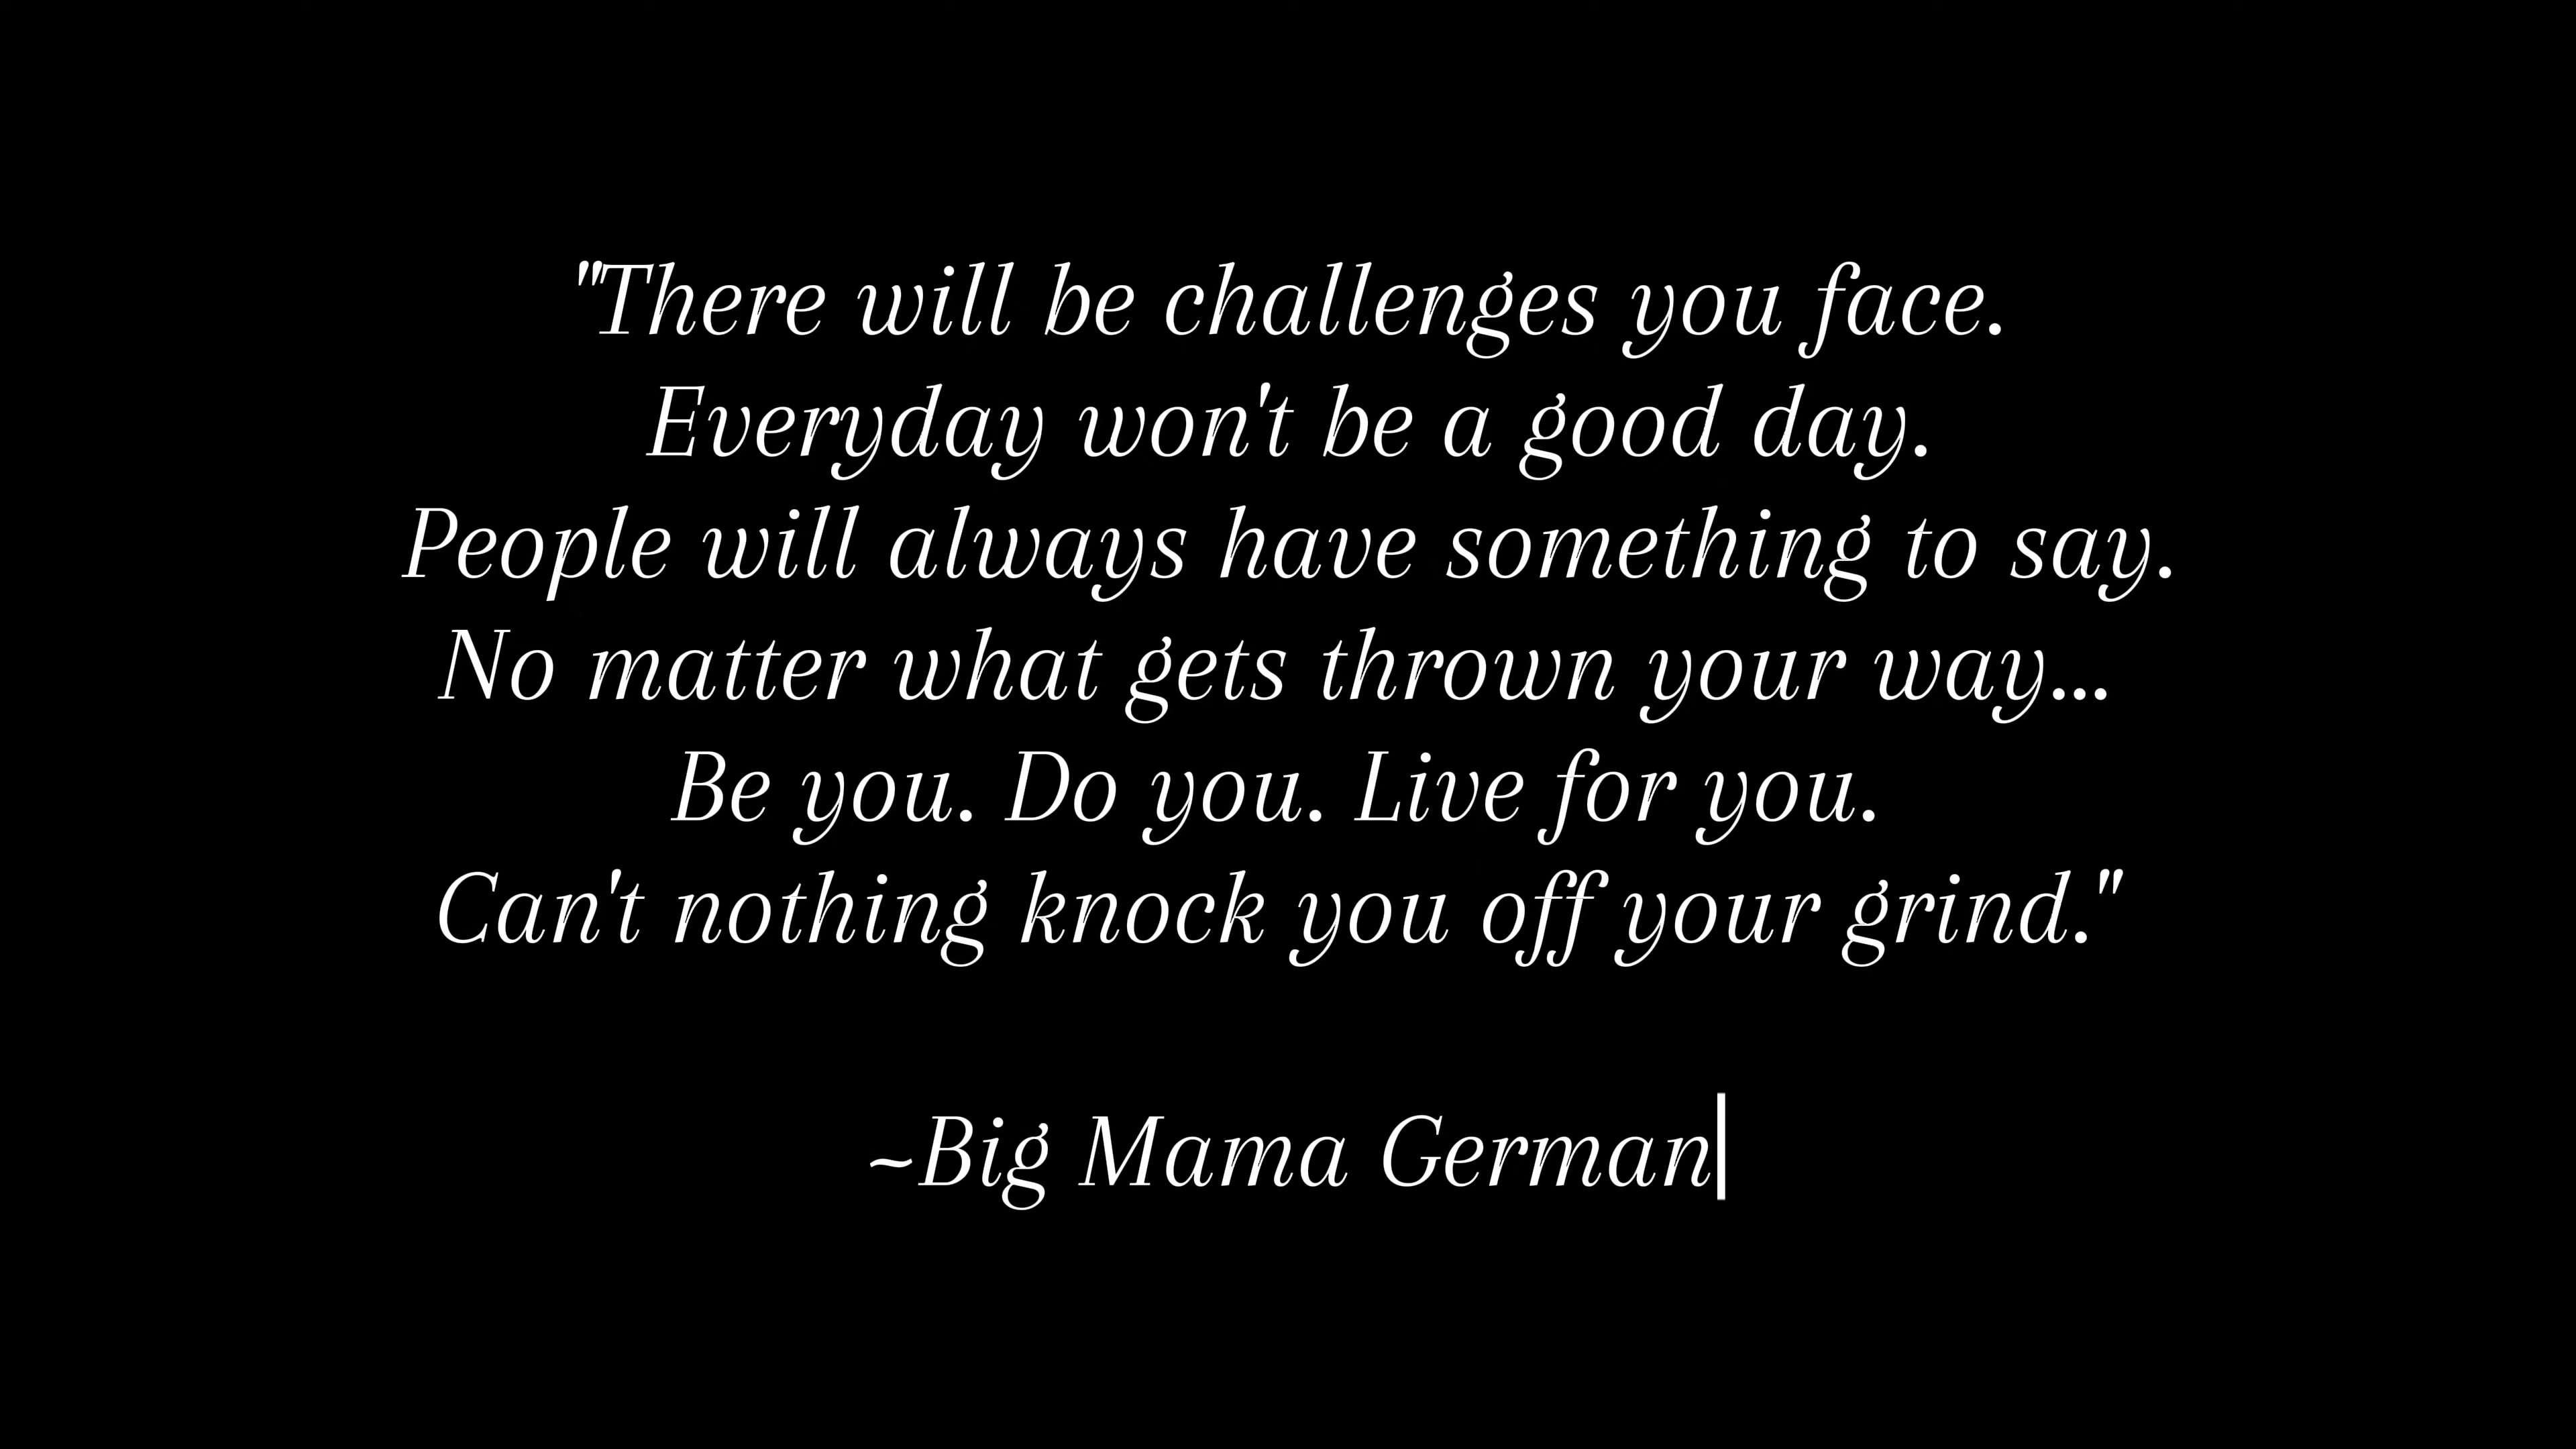 "There will be challenges you face.
Everyday won't be a good day.
People will always have something to say.
No matter what gets thrown your way...
Be you. Do you. Live for you.
Can't nothing knock you off your grind."
~Big Mama German